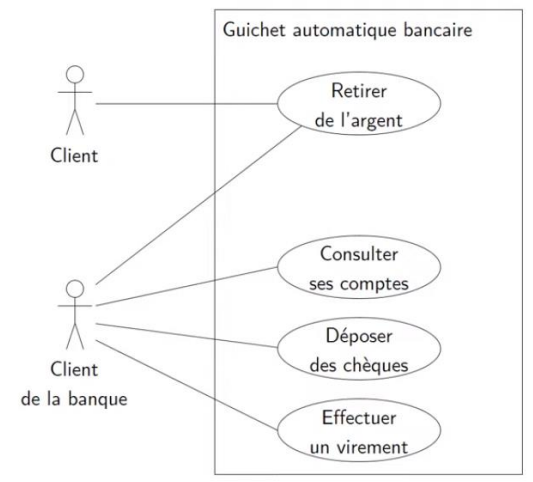 Guichet automatique bancaire
Retirer
de l'argent
Client
Consulter
ses comptes
Déposer
des chèques
Client
de la banque
Effectuer
un virement